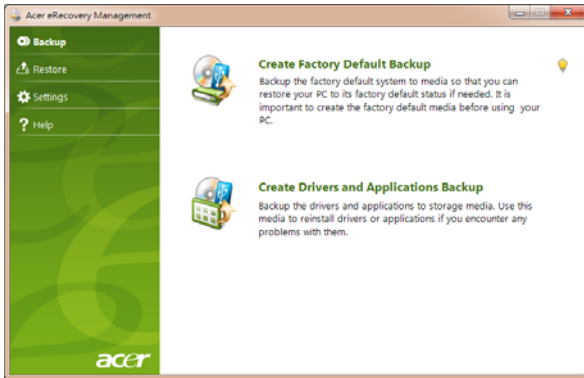 Acer eRecovery Management
Backup
Restore
Settings
? Help
Create Factory Default Backup
Backup the factory default system to media so that you can
restore your PC to its factory default status if needed. It is
important to create the factory default media before using your
PC.
Create Drivers and Applications Backup
Backup the drivers and applications to storage media. Use this
media to reinstall drivers or applications if you encounter any
problems with them.
acer